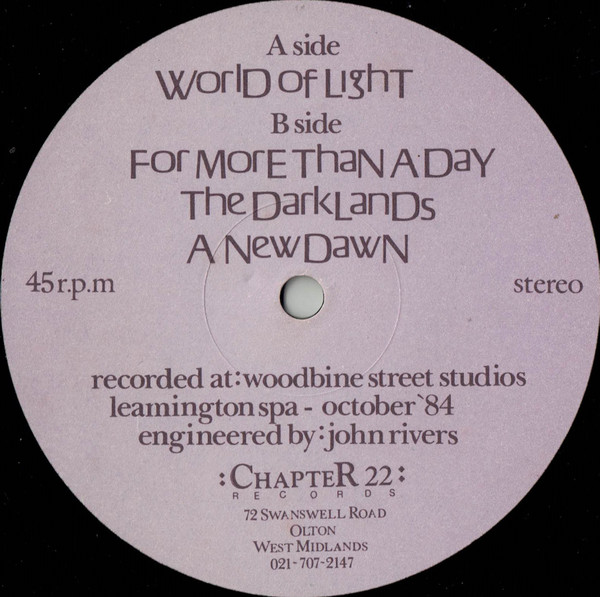 A side
World of Light
B side
For More Than A Day
The Darklands
A New Dawn
45 r.p.m
stereo
recorded at:woodbine street studios
leamington spa - october `84
engineered by:john rivers
:ChapteR 22:
RECORDS
72 Swanswell Road
Olton
West Midlands
021-707-2147